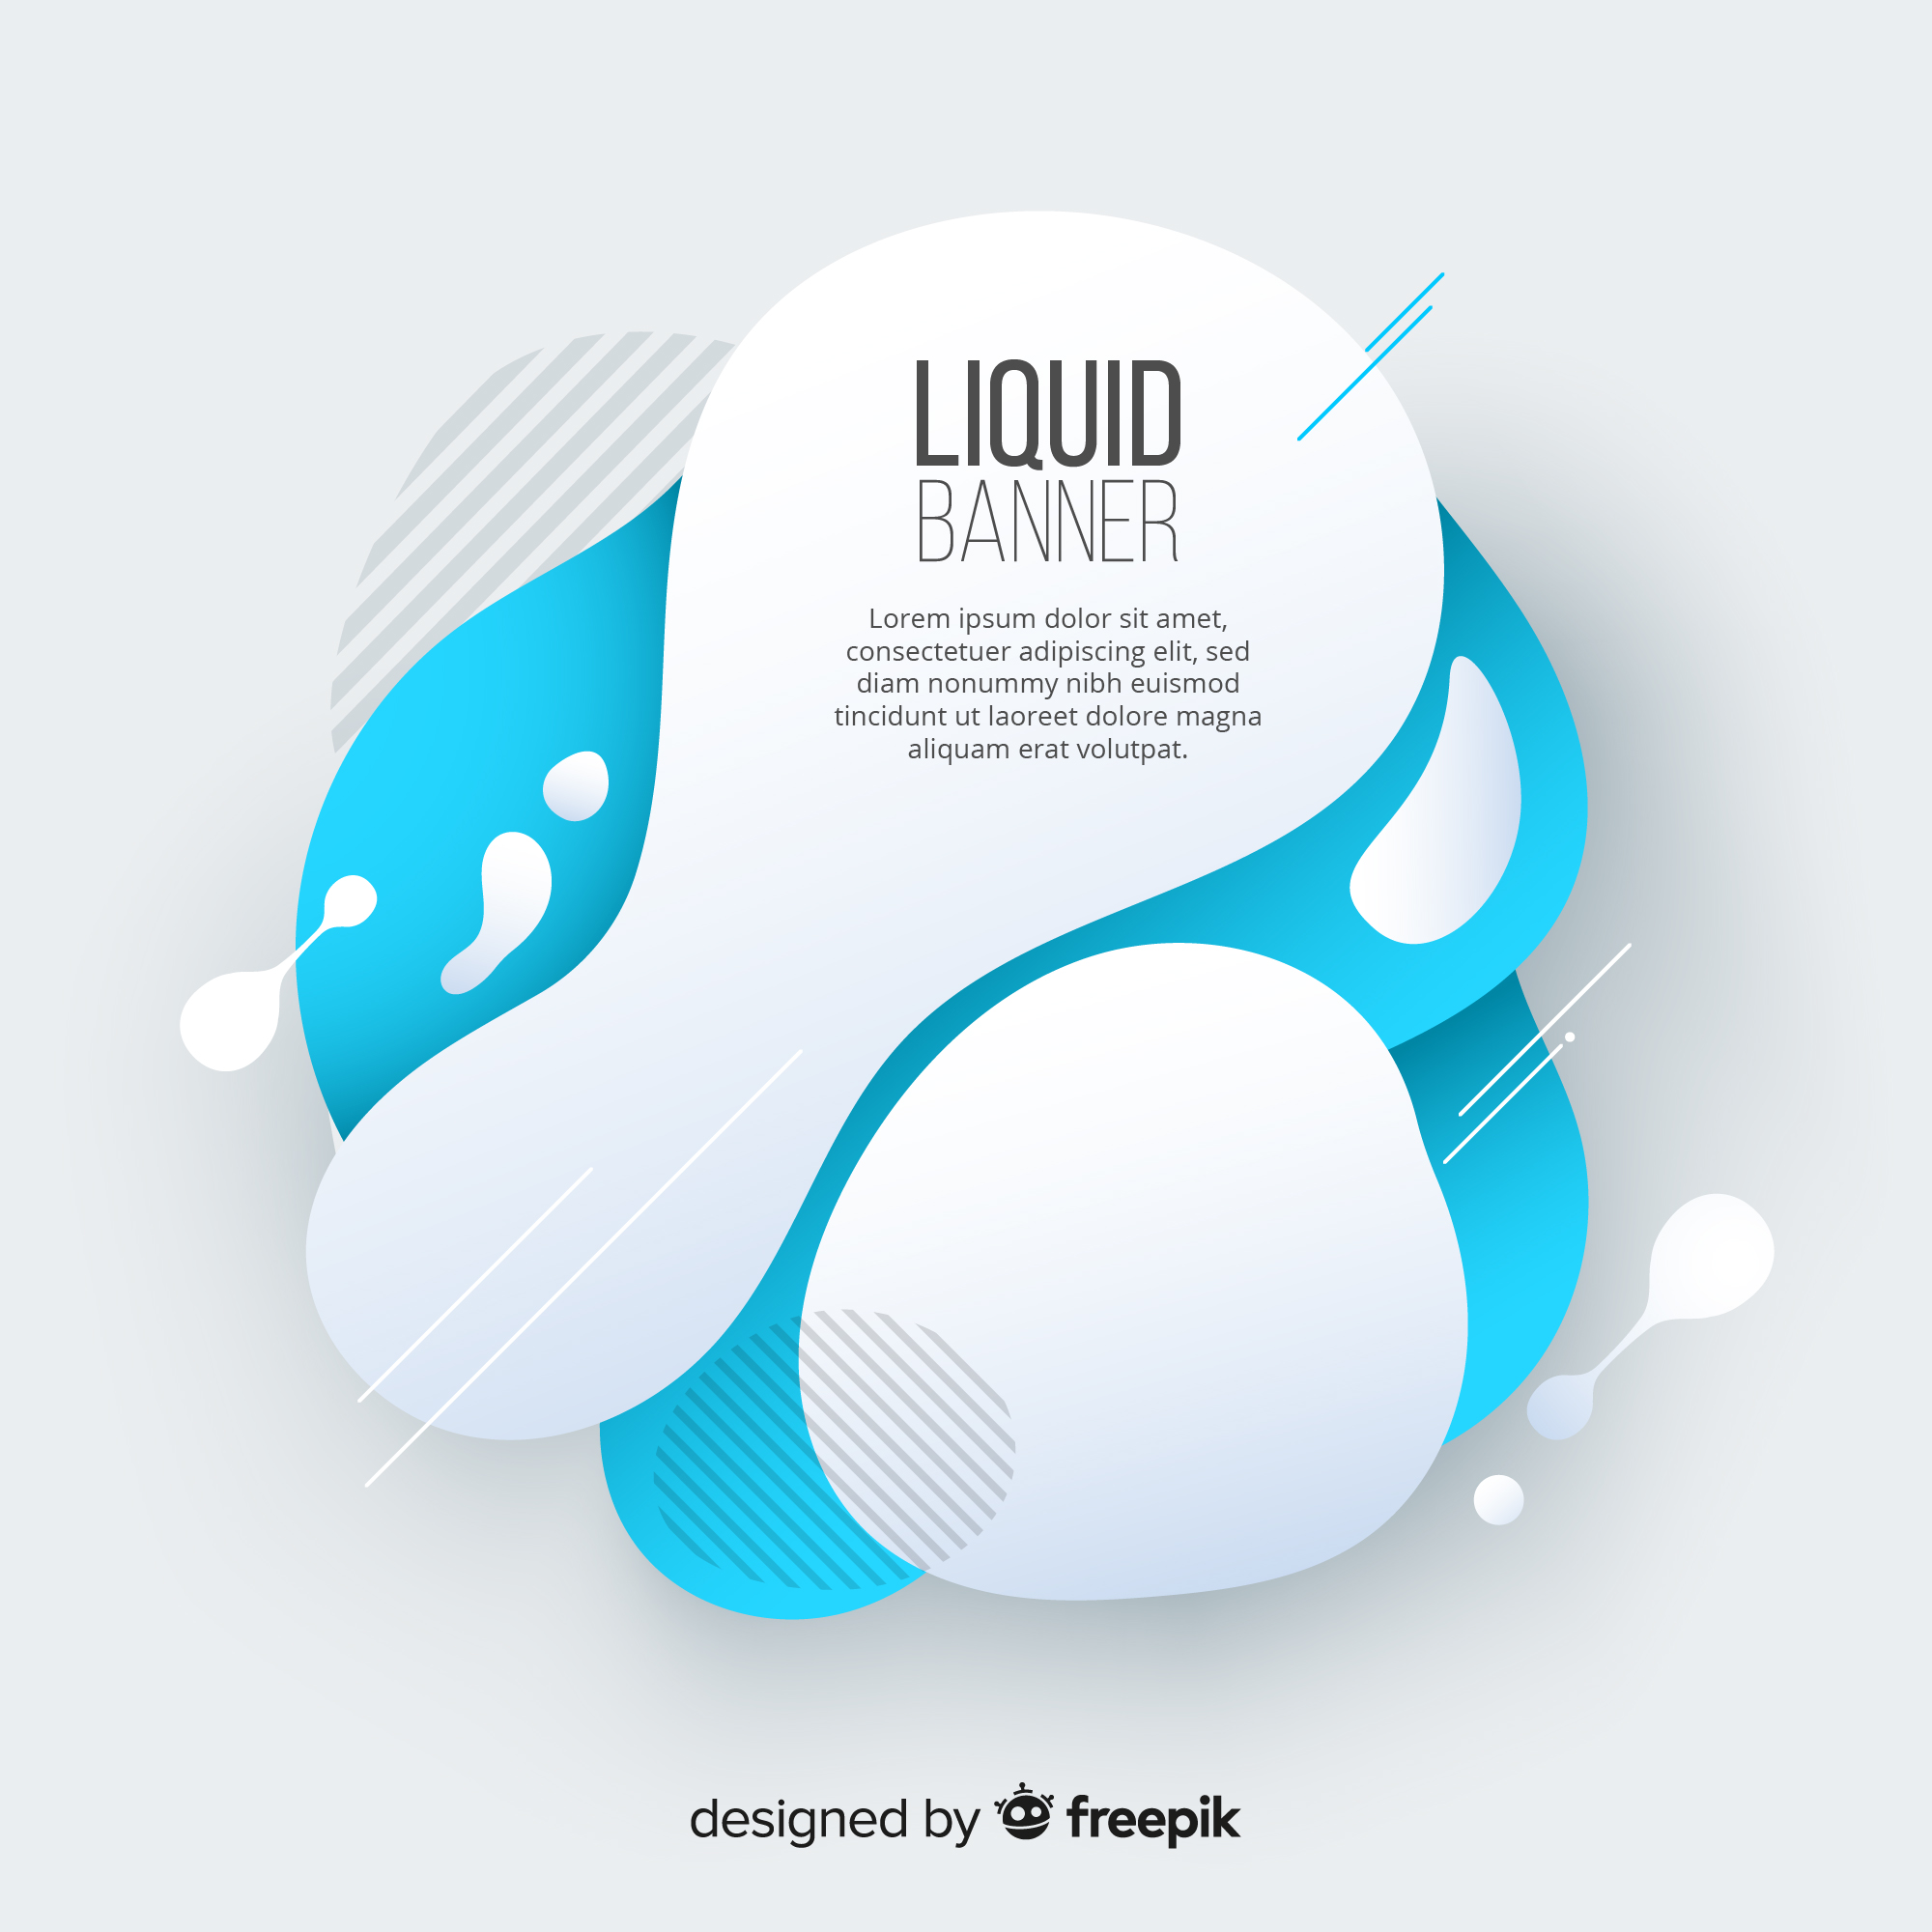 LIQUID
BANNER
Lorem ipsum dolor sit amet,
consectetuer adipiscing elit, sed
diam nonummy nibh euismod
tincidunt ut laoreet dolore magna
aliquam erat volutpat.
designed by freepik